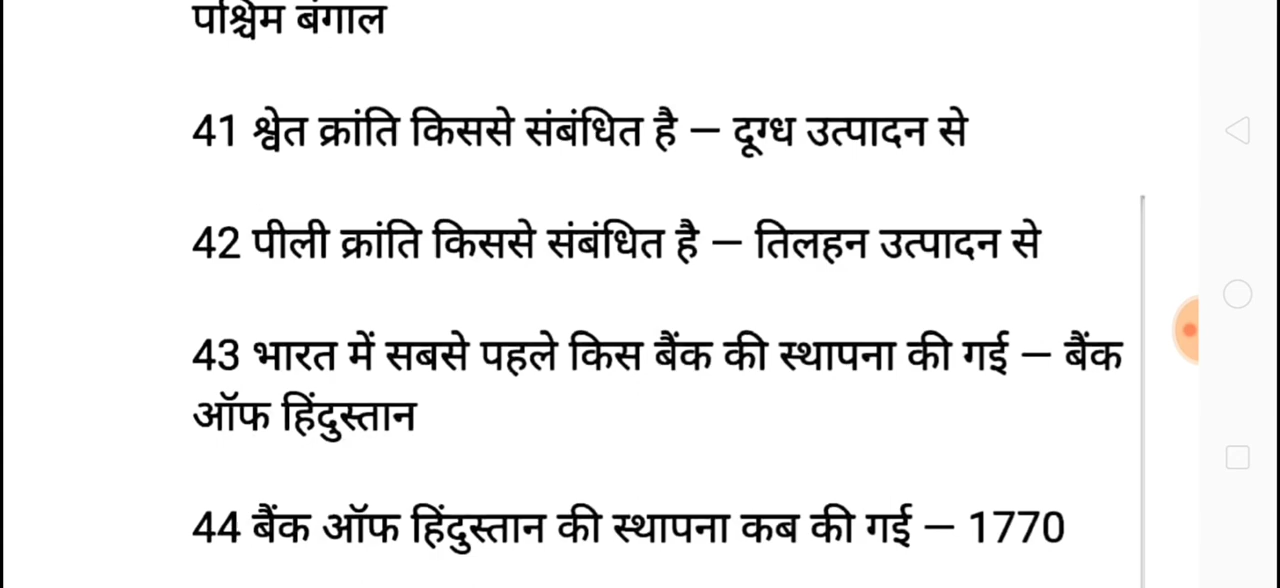 पश्चिम बंगाल
41 श्वेत क्रांति किससे संबंधित है – दूग्ध उत्पादन से
42 पीली क्रांति किससे संबंधित है – तिलहन उत्पादन से
43 भारत में सबसे पहले किस बैंक की स्थापना की गई – बैंक
ऑफ हिंदुस्तान
44 बैंक ऑफ हिंदुस्तान की स्थापना कब की गई – 1770